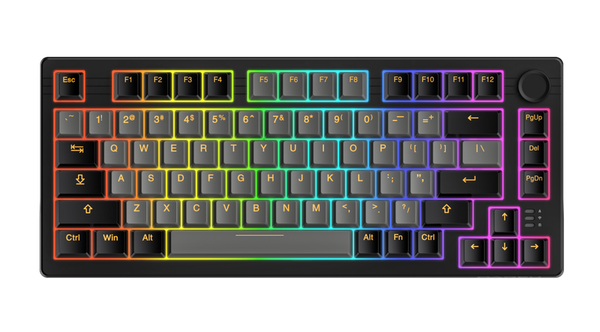 Esc F1 F2 F3 F4 F5 F6 F7 F8 F9 F10 F11 F12
`~ 1! 2@ 3# 4$ 5% 6^ 7& 8* 9( 0) -— =+ ← PgUp
↹ Q W E R T Y U I O P [{ ]} |\ Del
A S D F G H J K L ;: '" ↵ PgDn
⇧ Z X C V B N M <, >. ?/ ⇧ ↑
Ctrl Win Alt Alt Fn Ctrl ← ↓ →